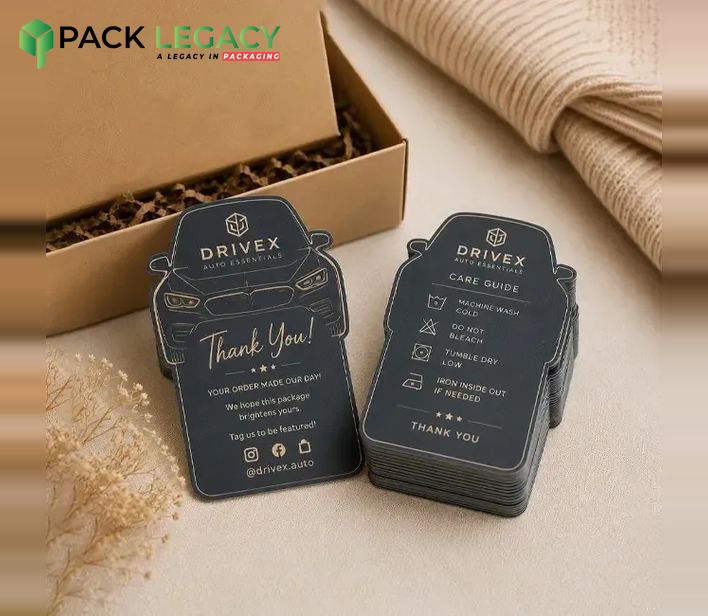 PACK LEGACY
A LEGACY IN PACKAGING
DRIVEX
AUTO ESSENTIALS
Thank You!
YOUR ORDER MADE OUR DAY!
We hope this package
brightens yours.
Tag us to be featured!
@drivex.auto
DRIVEX
AUTO ESSENTIALS
CARE GUIDE
MACHINE WASH
COLD
DO NOT
BLEACH
TUMBLE DRY
LOW
IRON INSIDE OUT
IF NEEDED
THANK YOU